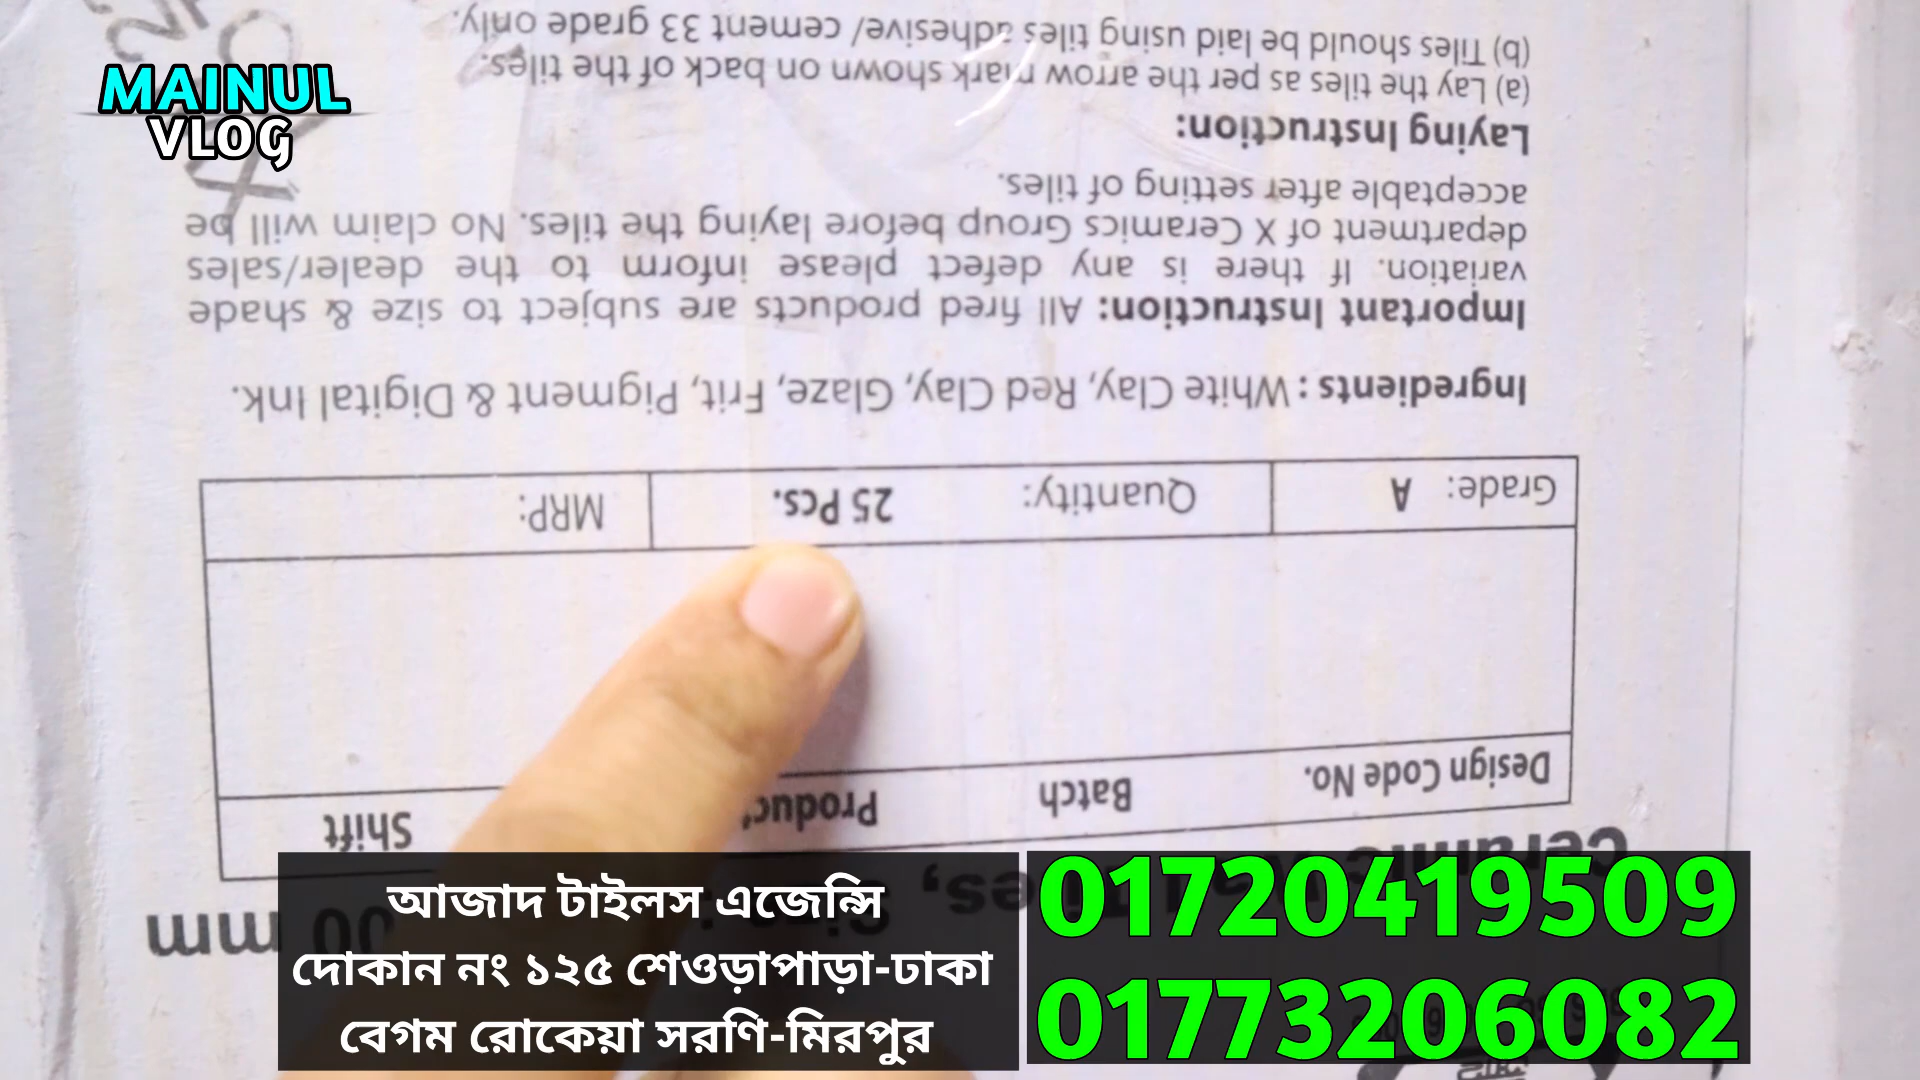 MAINUL
VLOG
mm
Design Code No. Batch Shift
Grade: A Quantity: 25 Pcs. MRP:
Ingredients : White Clay, Red Clay, Glaze, Frit, Pigment & Digital Ink.
Important Instruction: All fired products are subject to size & shade
variation. If there is any defect please inform to the dealer/sales
department of X Ceramics Group before laying the tiles. No claim will be
acceptable after setting of tiles.
Laying Instruction:
(a) Lay the tiles as per the arrow mark shown on back of the tiles.
(b) Tiles should be laid using tiles adhesive/ cement 33 grade only.
আজাদ টাইলস এজেন্সি
দোকান নং ১২৫ শেওড়াপাড়া-ঢাকা
বেগম রোকেয়া সরণি-মিরপুর
01720419509
01773206082